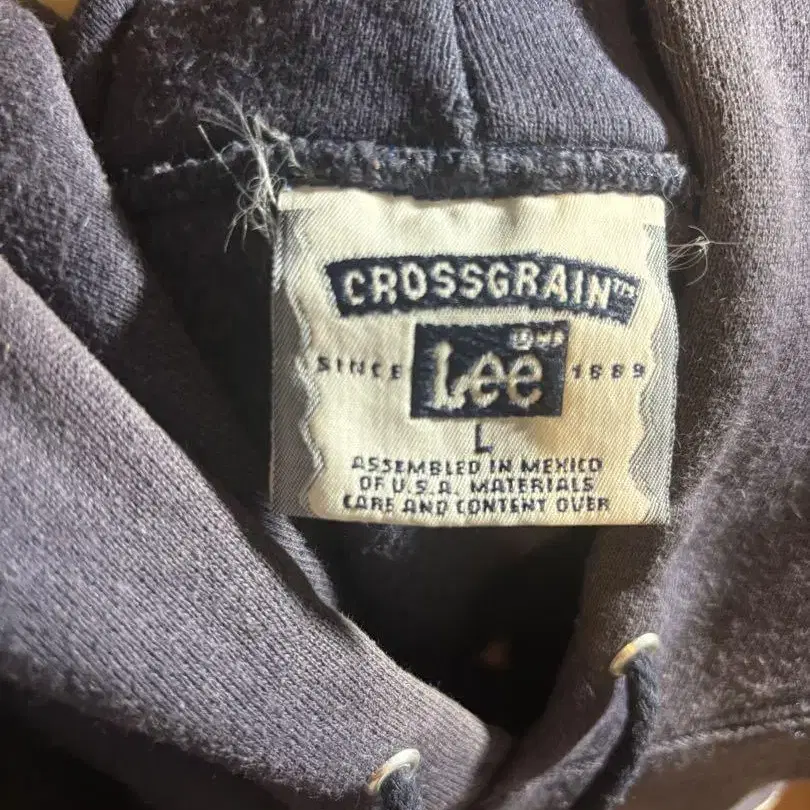 CROSSGRAIN™
SINCE Lee 1889
L
ASSEMBLED IN MEXICO
OF U.S.A. MATERIALS
CARE AND CONTENT OVER